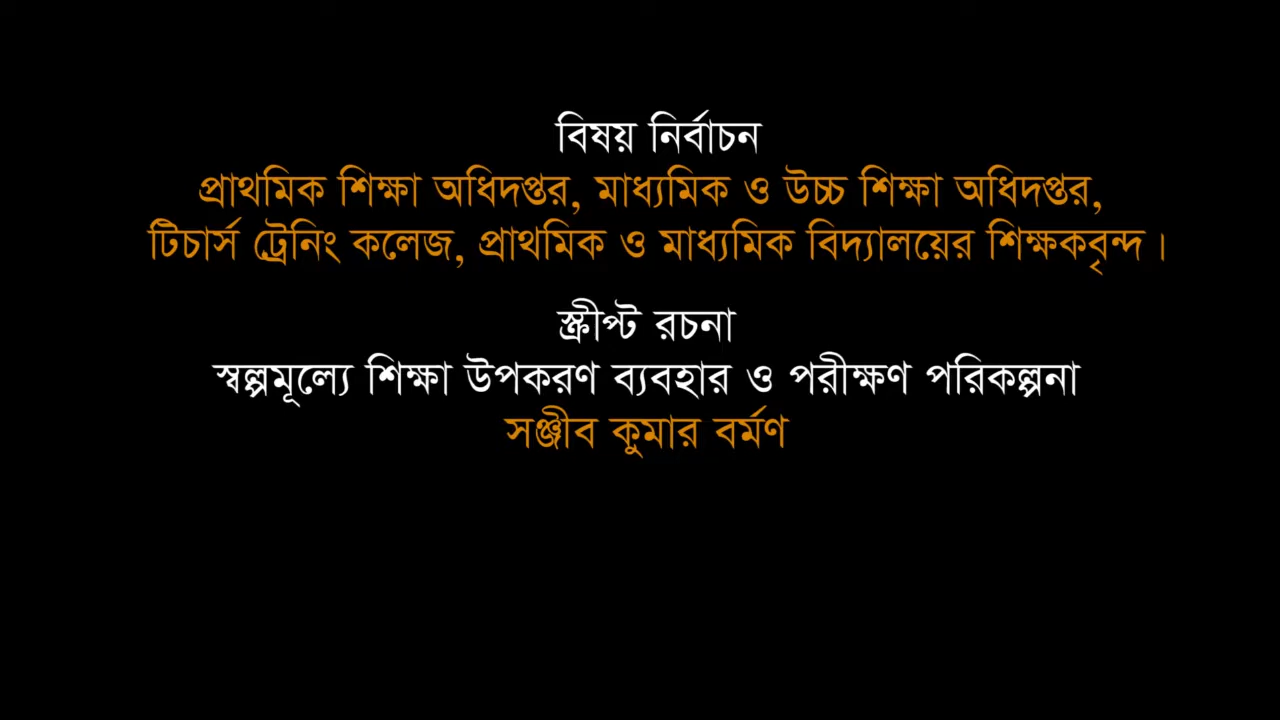 বিষয় নির্বাচন
প্রাথমিক শিক্ষা অধিদপ্তর, মাধ্যমিক ও উচ্চ শিক্ষা অধিদপ্তর,
টিচার্স ট্রেনিং কলেজ, প্রাথমিক ও মাধ্যমিক বিদ্যালয়ের শিক্ষকবৃন্দ।
স্ক্রীপ্ট রচনা
স্বল্পমূল্যে শিক্ষা উপকরণ ব্যবহার ও পরীক্ষণ পরিকল্পনা
সঞ্জীব কুমার বর্মণ